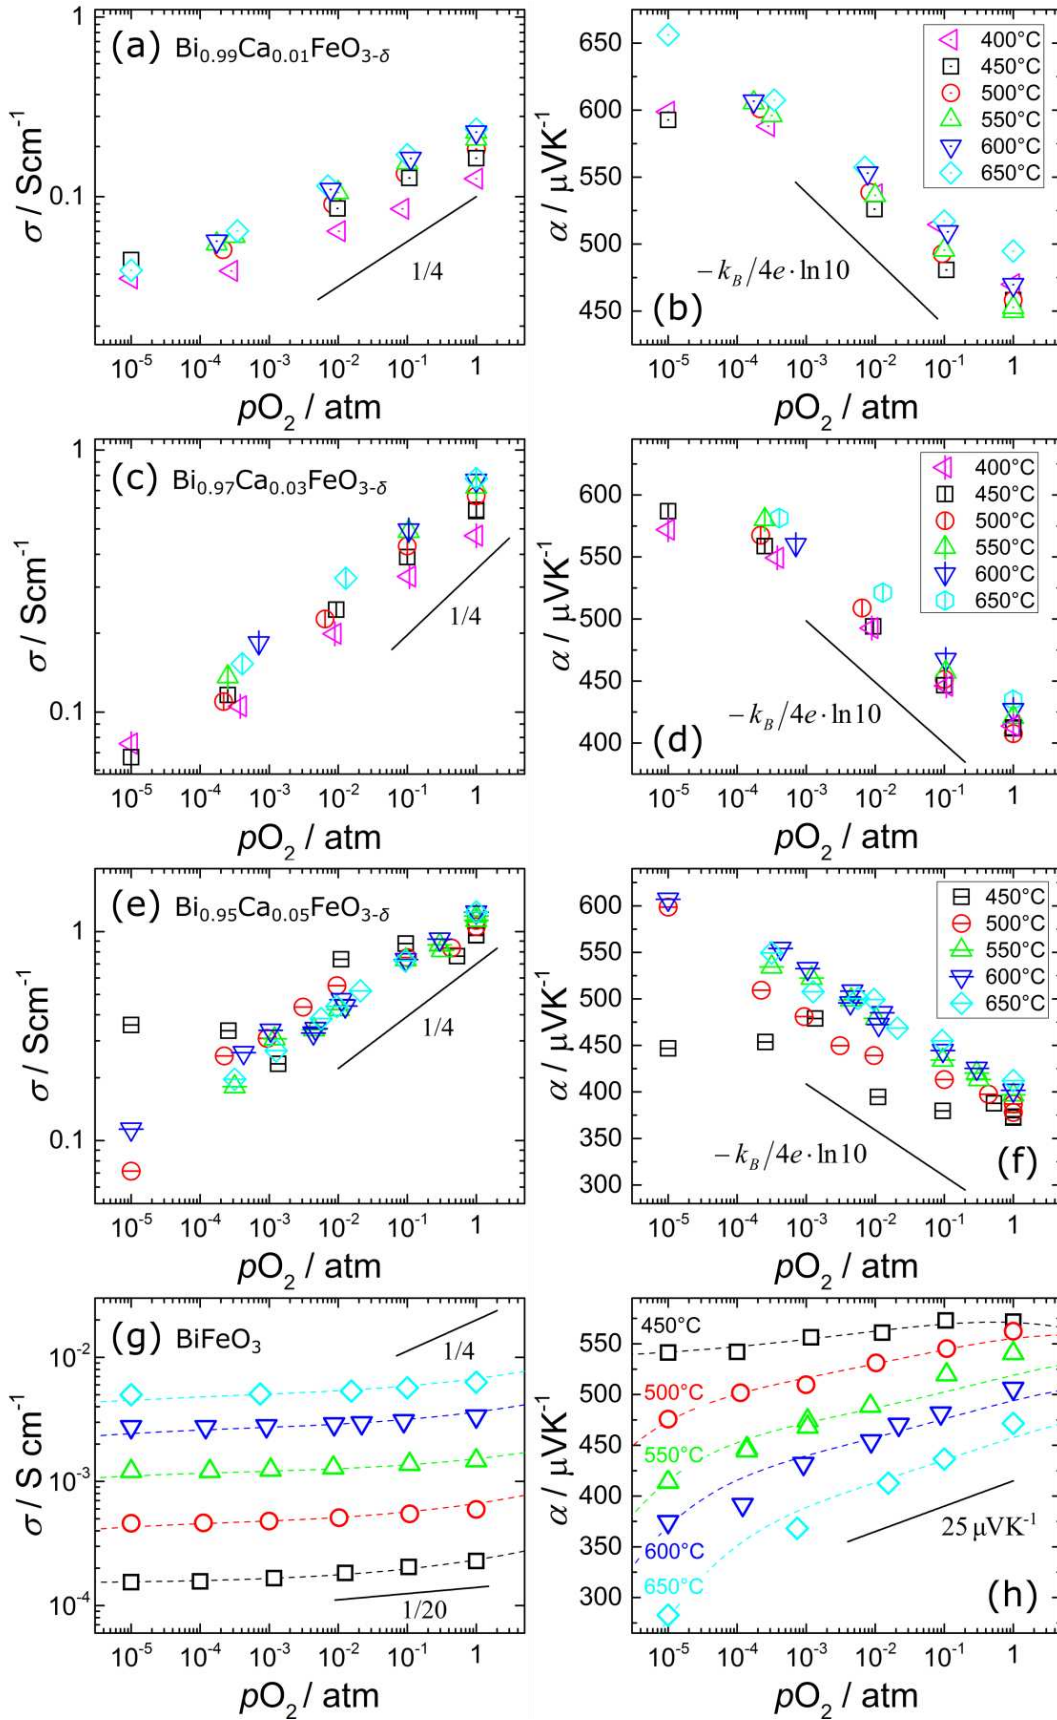 (a) Bi0.99Ca0.01FeO3-δ
1
0.1
σ / Scm-1
1/4
10-5 10-4 10-3 10-2 10-1 1
pO2 / atm
650
600
550
500
450
α / µVK-1
400°C
450°C
500°C
550°C
600°C
650°C
−kB/4e·ln10
(b)
10-5 10-4 10-3 10-2 10-1 1
pO2 / atm
(c) Bi0.97Ca0.03FeO3-δ
1
0.1
σ / Scm-1
1/4
10-5 10-4 10-3 10-2 10-1 1
pO2 / atm
600
550
500
450
400
α / µVK-1
400°C
450°C
500°C
550°C
600°C
650°C
−kB/4e·ln10
(d)
10-5 10-4 10-3 10-2 10-1 1
pO2 / atm
(e) Bi0.95Ca0.05FeO3-δ
1
0.1
σ / Scm-1
1/4
10-5 10-4 10-3 10-2 10-1 1
pO2 / atm
600
550
500
450
400
350
300
α / µVK-1
450°C
500°C
550°C
600°C
650°C
−kB/4e·ln10
(f)
10-5 10-4 10-3 10-2 10-1 1
pO2 / atm
(g) BiFeO3
1/4
10-2
10-3
10-4
σ / S cm-1
1/20
10-5 10-4 10-3 10-2 10-1 1
pO2 / atm
550
500
450
400
350
300
α / µVK-1
450°C
500°C
550°C
600°C
650°C
25 µVK-1
(h)
10-5 10-4 10-3 10-2 10-1 1
pO2 / atm